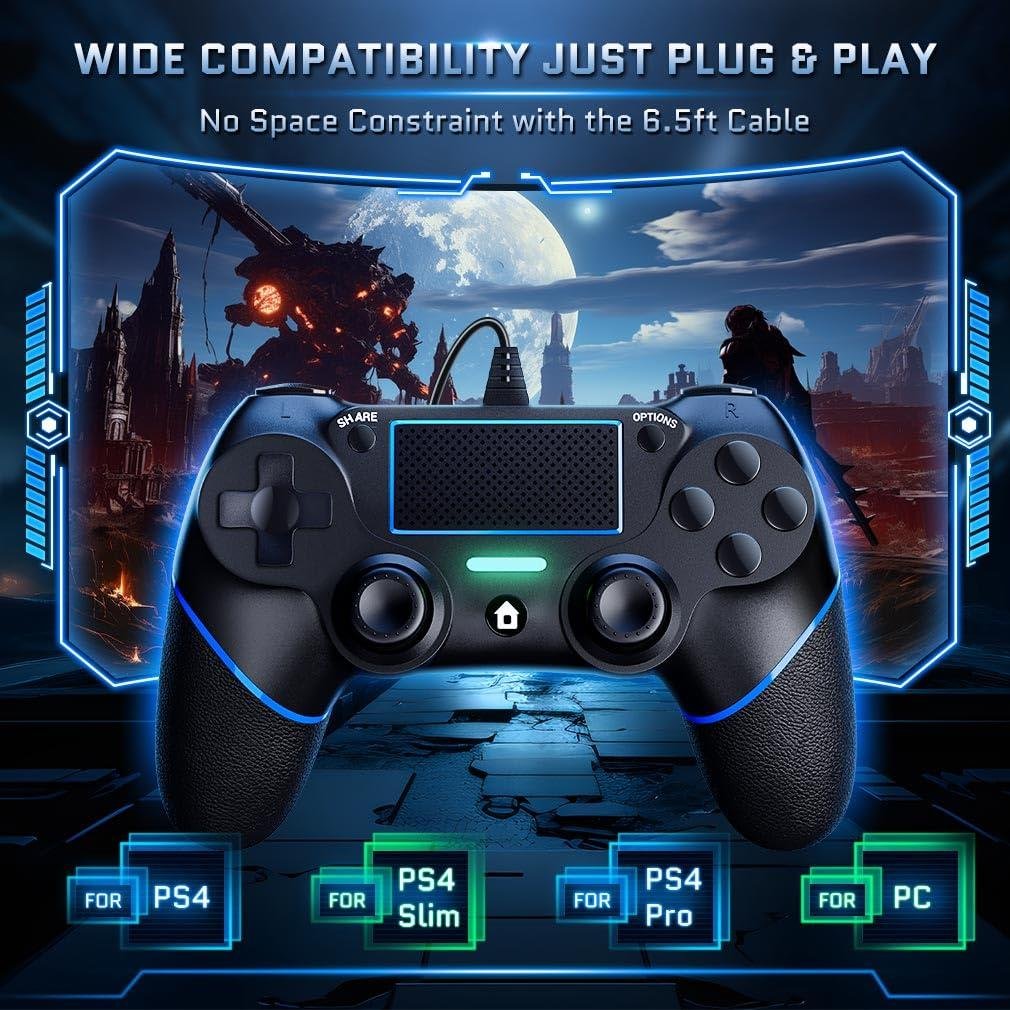 WIDE COMPATIBILITY JUST PLUG & PLAY
No Space Constraint with the 6.5ft Cable
L
SHARE
OPTIONS
R
FOR PS4
FOR PS4 Slim
FOR PS4 Pro
FOR PC